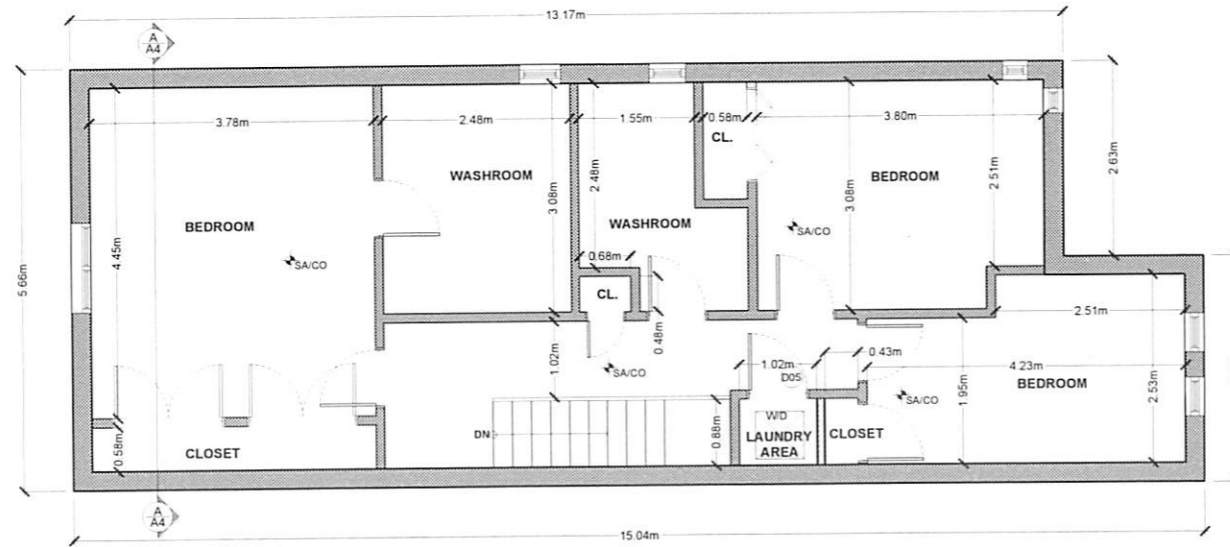 13.17m
A
A4
3.78m
2.48m
1.55m
0.58m
3.80m
CL.
WASHROOM
BEDROOM
2.48m
3.08m
3.08m
2.51m
2.63m
5.66m
4.45m
BEDROOM
WASHROOM
SA/CO
SA/CO
0.68m
CL.
0.48m
2.51m
1.02m
SA/CO
1.02m
D05
0.43m
4.23m
BEDROOM
SA/CO
1.95m
2.53m
0.58m
CLOSET
DN
0.88m
W/D
LAUNDRY
AREA
CLOSET
A
A4
15.04m